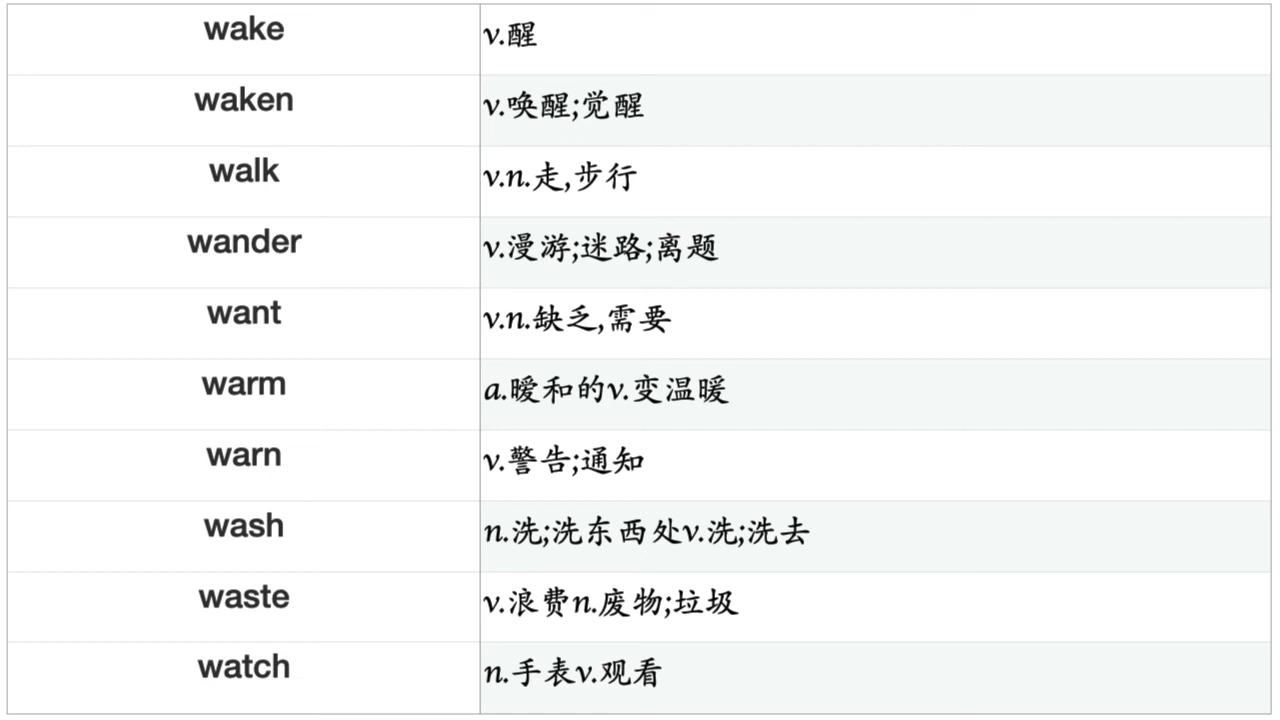 wake v.醒
waken v.唤醒;觉醒
walk v.n.走,步行
wander v.漫游;迷路;离题
want v.n.缺乏,需要
warm a.暧和的v.变温暖
warn v.警告;通知
wash n.洗;洗东西处v.洗;洗去
waste v.浪费n.废物;垃圾
watch n.手表v.观看